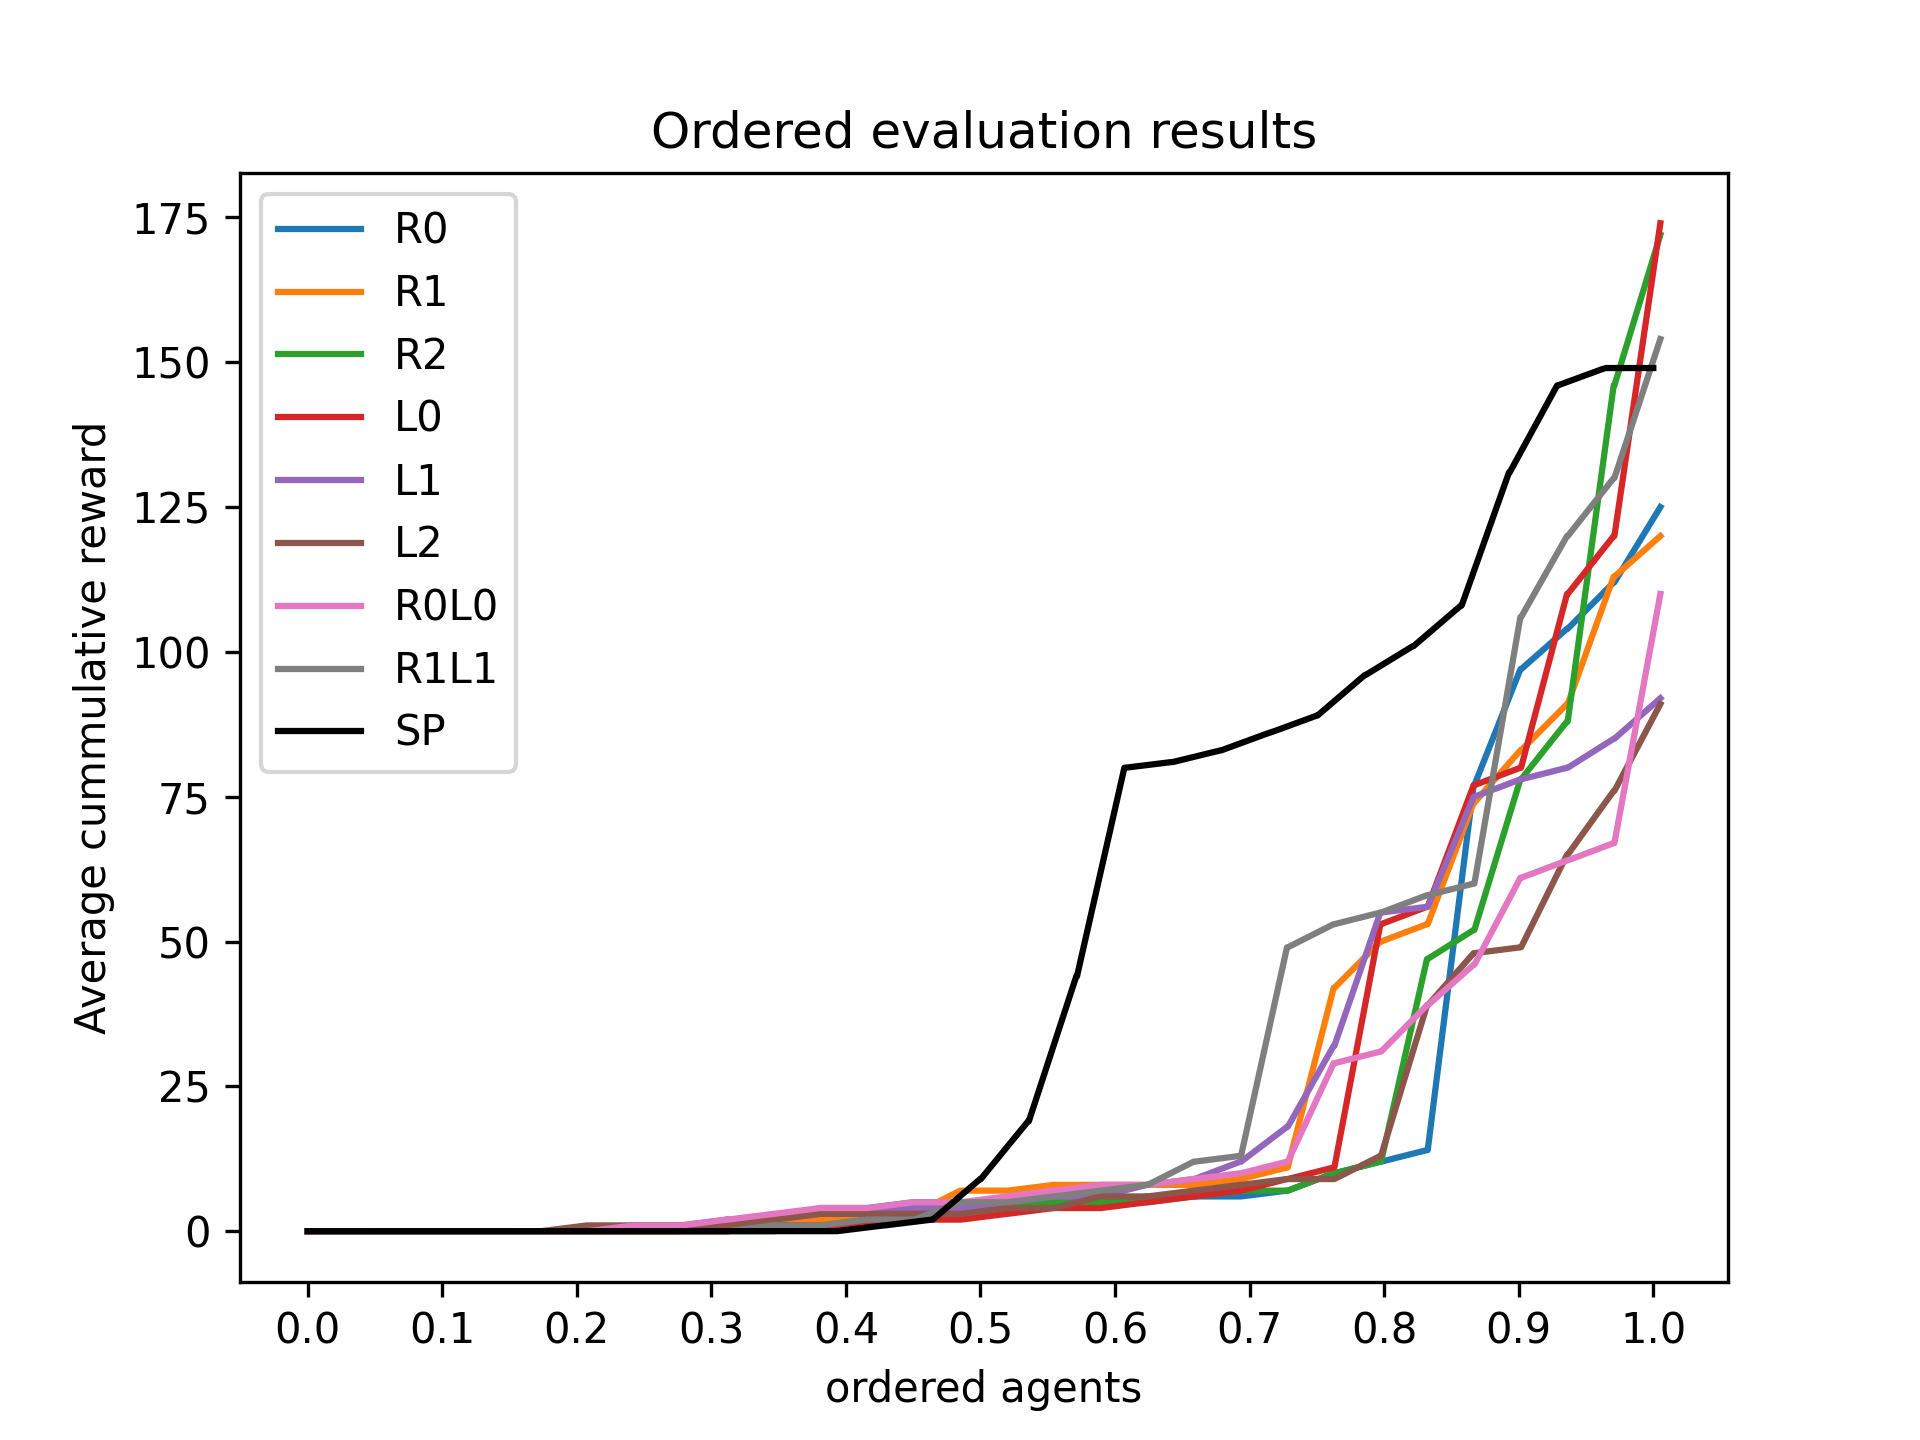 Ordered evaluation results
Average cummulative reward
175
150
125
100
75
50
25
0
R0
R1
R2
L0
L1
L2
R0L0
R1L1
SP
0.0 0.1 0.2 0.3 0.4 0.5 0.6 0.7 0.8 0.9 1.0
ordered agents